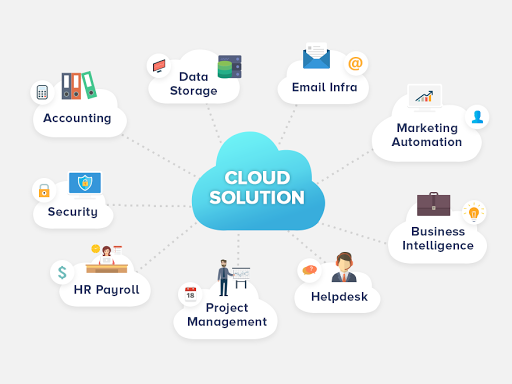 Data
Storage
Email Infra
@
Accounting
Marketing
Automation
CLOUD
SOLUTION
Security
Business
Intelligence
$
HR Payroll
18
Project
Management
Helpdesk